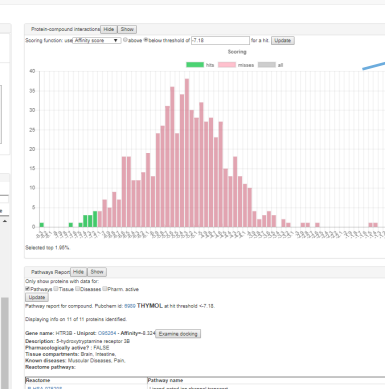 Protein-compound interactions Hide Show
Scoring function: use Affinity score above below threshold of -7.18 for a hit. Update
Scoring
hits misses all
40
35
30
25
20
15
10
5
0
Selected top 1.98%
Pathways Report Hide Show
Only show proteins with data for:
Pathways Tissue Diseases Pharm. active
Update
Pathway report for compound. Pubchem id: 6989 THYMOL at hit threshold <-7.18.
Displaying info on 11 of 11 proteins identified.
Gene name: HTR3B - Uniprot: O95264 - Affinity=-8.324 Examine docking
Description: 5-hydroxytryptamine receptor 3B
Pharmacologically active? : FALSE
Tissue compartments: Brain, Intestine,
Known diseases: Muscular Diseases, Pain,
Reactome pathways:
Reactome Pathway name